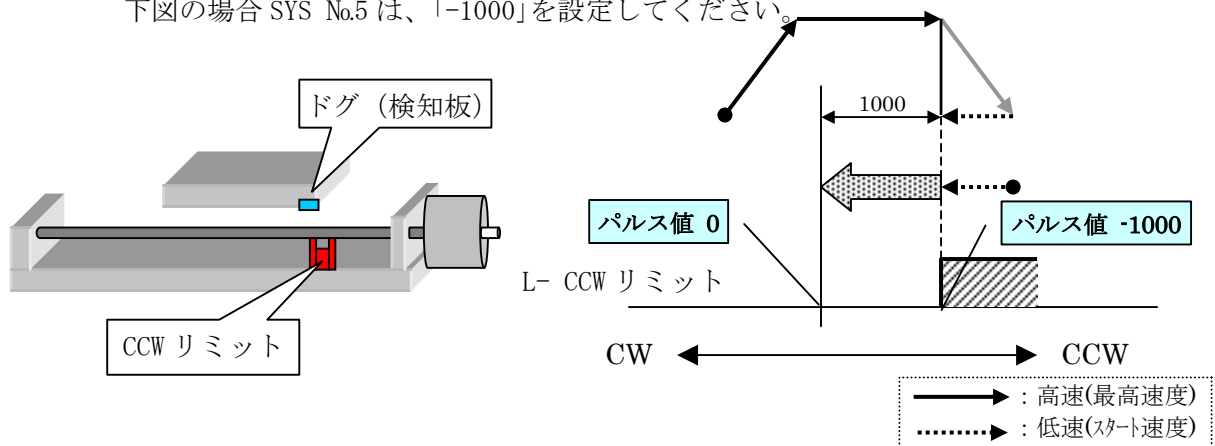 下図の場合 SYS №5 は、「-1000」を設定してください。
ドグ（検知板）
CCW リミット
1000
パルス値 0
パルス値 -1000
L- CCW リミット
CW
CCW
：高速(最高速度)
：低速(ｽﾀｰﾄ速度)